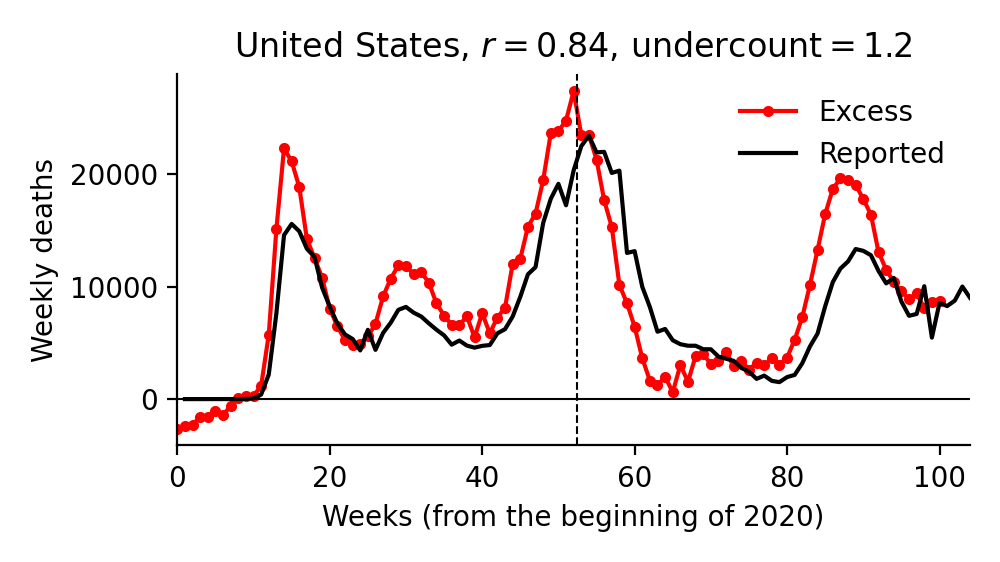 United States, r = 0.84, undercount = 1.2
Excess
Reported
Weekly deaths
20000
10000
0
0 20 40 60 80 100
Weeks (from the beginning of 2020)